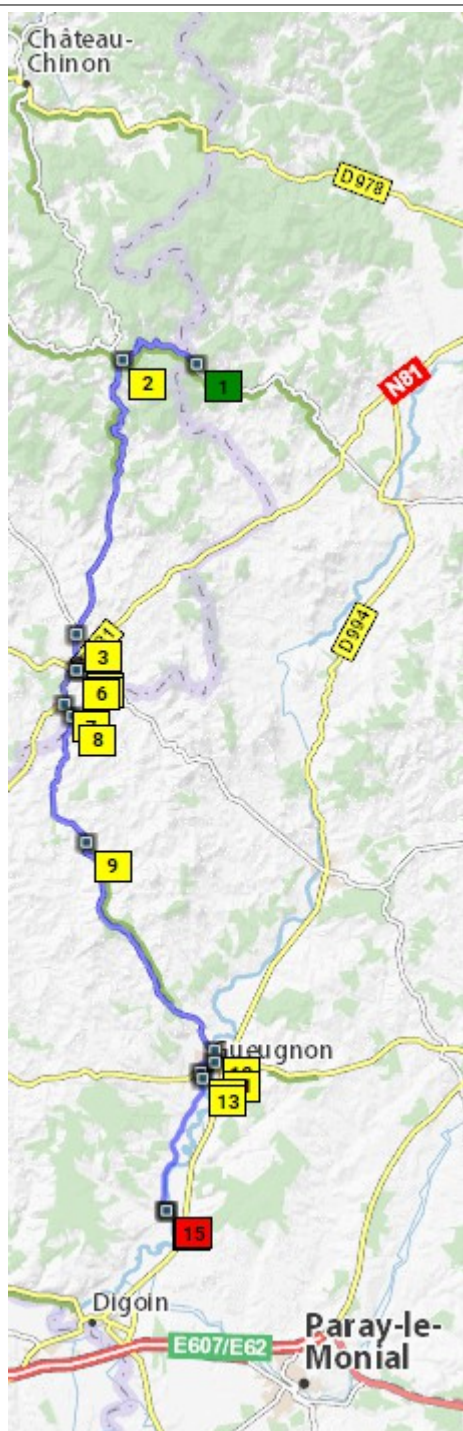 Château-
Chinon
D 978
N81
1
2
D994
3
6
8
9
Gueugnon
13
15
Digoin
E607/E62
Paray-le-
Monial